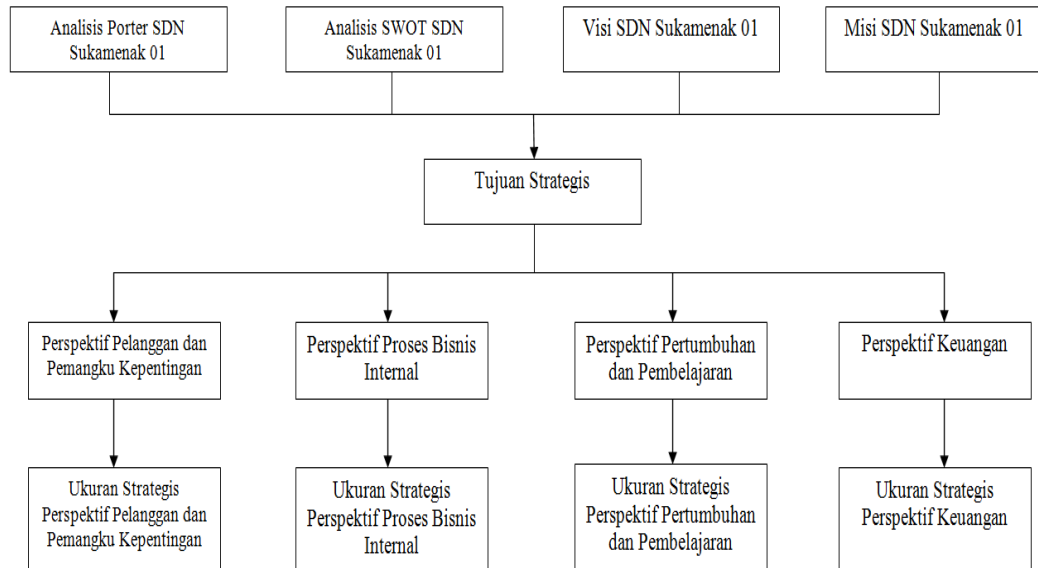 Analisis Porter SDN
Sukamenak 01
Analisis SWOT SDN
Sukamenak 01
Visi SDN Sukamenak 01
Misi SDN Sukamenak 01
Tujuan Strategis
Perspektif Pelanggan dan
Pemangku Kepentingan
Perspektif Proses Bisnis
Internal
Perspektif Pertumbuhan
dan Pembelajaran
Perspektif Keuangan
Ukuran Strategis
Perspektif Pelanggan dan
Pemangku Kepentingan
Ukuran Strategis
Perspektif Proses Bisnis
Internal
Ukuran Strategis
Perspektif Pertumbuhan
dan Pembelajaran
Ukuran Strategis
Perspektif Keuangan